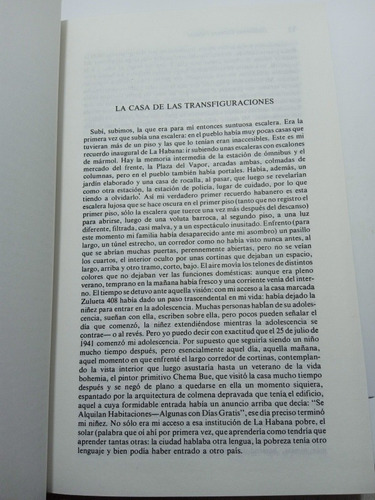 LA CASA DE LAS TRANSFIGURACIONES
Subí, subimos, la que era para mí entonces suntuosa escalera. Era la
primera vez que subía una escalera: en el pueblo había muy pocas casas que
tuvieran más de un piso y las que lo tenían eran inaccesibles. Este es mi
recuerdo inaugural de La Habana: ir subiendo unas escaleras con escalones
de mármol. Hay la memoria intermedia de la estación de ómnibus y el
mercado del frente, la Plaza del Vapor, arcadas ambas, colmadas de
columnas, pero en el pueblo también había portales. Había, además, un
jardín elaborado y una casa de rocalla, al pasar, que luego se revelarían
como otra estación, la estación de policía, lugar de cuidado, por lo que
tiendo a olvidarlo. Así mi verdadero primer recuerdo habanero es esta
escalera lujosa que se hace oscura en el primer piso (tanto que no registro el
primer piso, sólo la escalera que tuerce una vez más después del descanso)
para abrirse, luego de una voluta barroca, al segundo piso, a una luz
diferente, filtrada, casi malva, y a un espectáculo inusitado. Enfrento (para
este momento mi familia había desaparecido ante mi asombro) un pasillo
largo, un túnel estrecho, un corredor como no había visto nunca antes, al
que se abrían muchas puertas, perennemente abiertas, pero no se veían
los cuartos, el interior oculto por unas cortinas que dejaban un espacio,
largo, arriba y otro tramo, corto, bajo. El aire movía los telones de distintos
colores que no dejaban ver las funciones domésticas: aunque era pleno
verano, temprano en la mañana había fresco y una corriente venía del interior.
El tiempo se detuvo ante aquella visión: con mi acceso a la casa marcada
Zulueta 408 había dado un paso trascendental en mi vida: había dejado la
niñez para entrar en la adolescencia. Muchas personas hablan de su adolescencia,
sueñan con ella, escriben sobre ella, pero pocos pueden señalar el
día que comenzó, la niñez extendiéndose mientras la adolescencia se
contrae— o al revés. Pero yo puedo decir con exactitud que el 25 de julio de
1941 comenzó mi adolescencia. Por supuesto que seguiría siendo un niño
mucho tiempo después, pero esencialmente aquel día, aquella mañana,
aquel momento en que enfrenté el largo corredor de cortinas, contemplando
la vista interior que luego asustaría hasta un veterano de la vida
bohemia, el pintor primitivo Chema Bue, que visitó la casa mucho tiempo
después y se negó de plano a quedarse en ella un momento siquiera,
espantado por la arquitectura de colmena depravada que tenía el edificio,
aquel a cuya formidable entrada había un anuncio arriba que decía: “Se
Alquilan Habitaciones—Algunas con Días Gratis”, ese día preciso terminó
mi niñez. No sólo era mi acceso a esa institución de La Habana pobre, el
solar (palabra que oí ahí por primera vez, que aprendería como tendría que
aprender tantas otras: la ciudad hablaba otra lengua, la pobreza tenía otro
lenguaje y bien podía haber entrado a otro país.